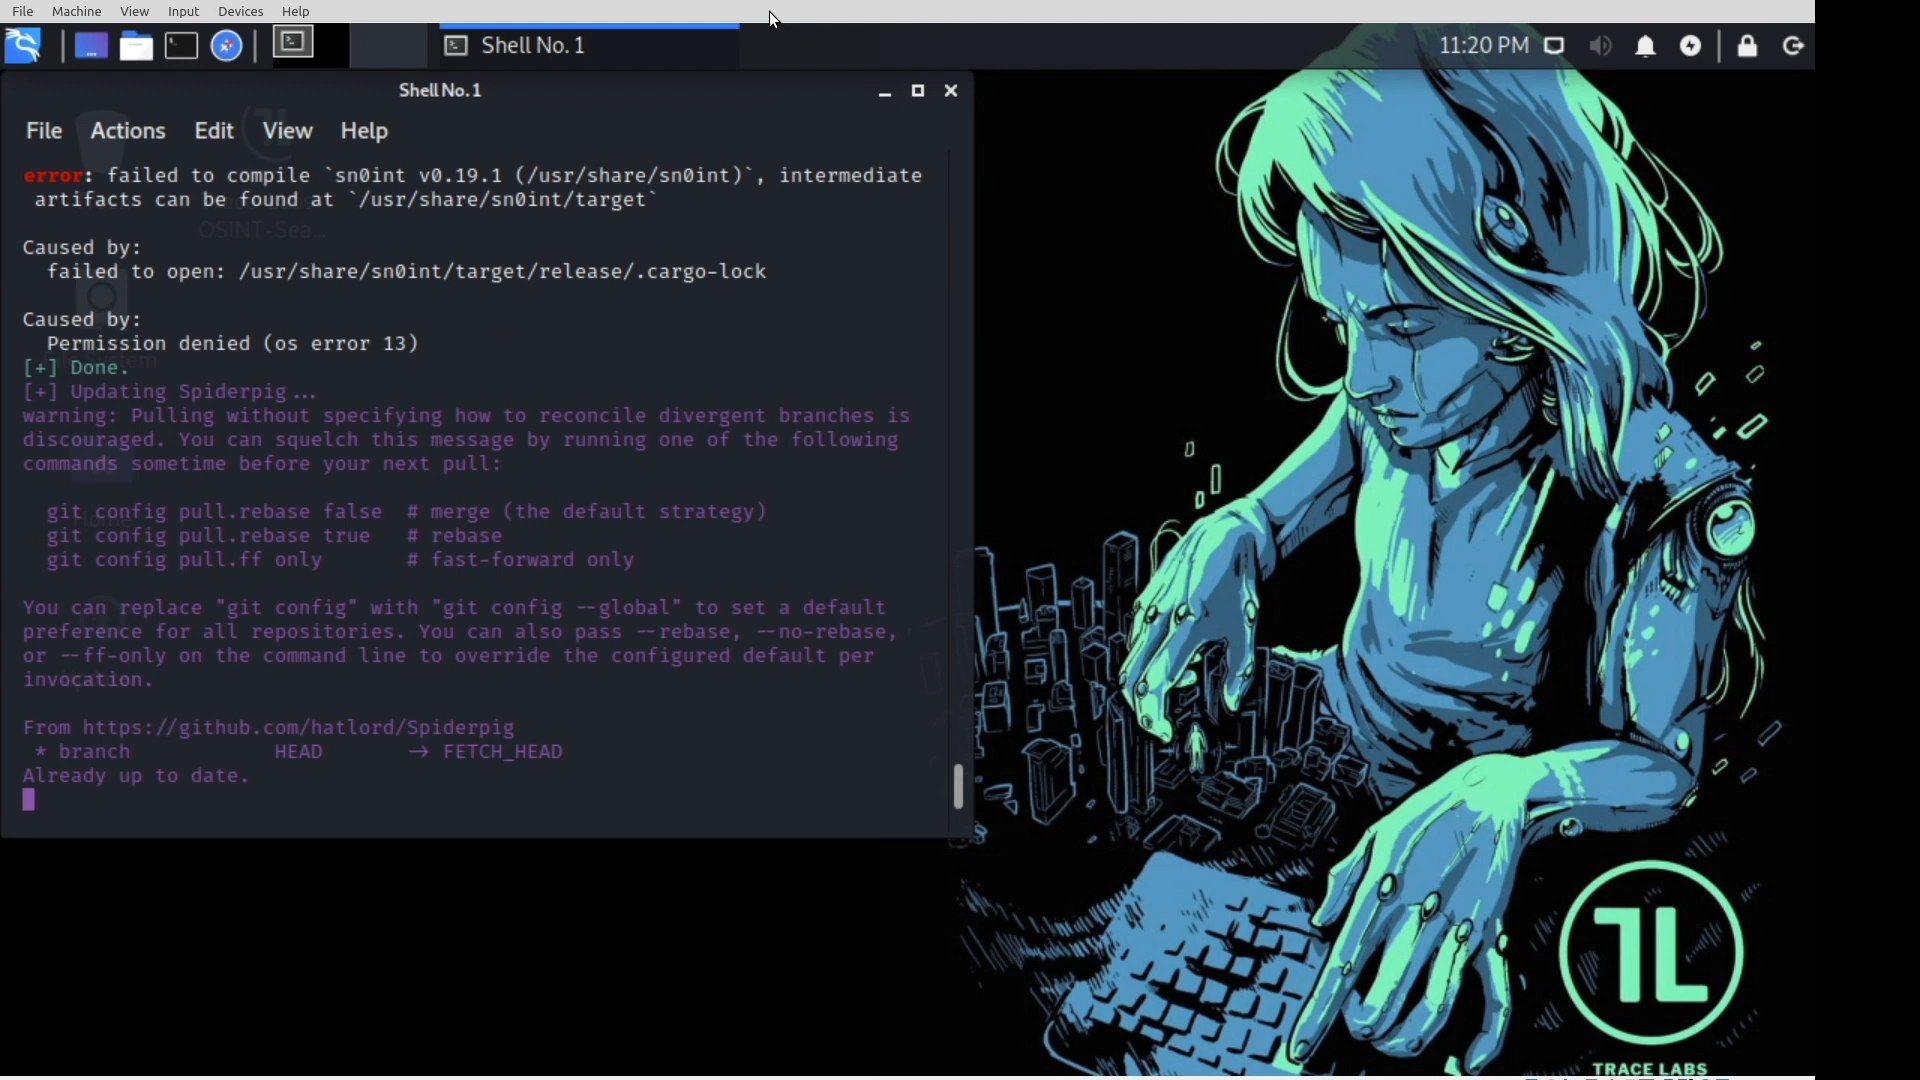 File Machine View Input Devices Help
Shell No. 1
11:20 PM
Shell No. 1
File Actions Edit View Help
error: failed to compile `sn0int v0.19.1 (/usr/share/sn0int)`, intermediate
artifacts can be found at `/usr/share/sn0int/target`
OSINT-Sea...
Caused by:
failed to open: /usr/share/sn0int/target/release/.cargo-lock
Caused by:
Permission denied (os error 13)
[+] Done.
[+] Updating Spiderpig...
warning: Pulling without specifying how to reconcile divergent branches is
discouraged. You can squelch this message by running one of the following
commands sometime before your next pull:
git config pull.rebase false # merge (the default strategy)
git config pull.rebase true # rebase
git config pull.ff only # fast-forward only
You can replace "git config" with "git config --global" to set a default
preference for all repositories. You can also pass --rebase, --no-rebase,
or --ff-only on the command line to override the configured default per
invocation.
From https://github.com/hatlord/Spiderpig
* branch HEAD -> FETCH_HEAD
Already up to date.
TL
TRACE LABS